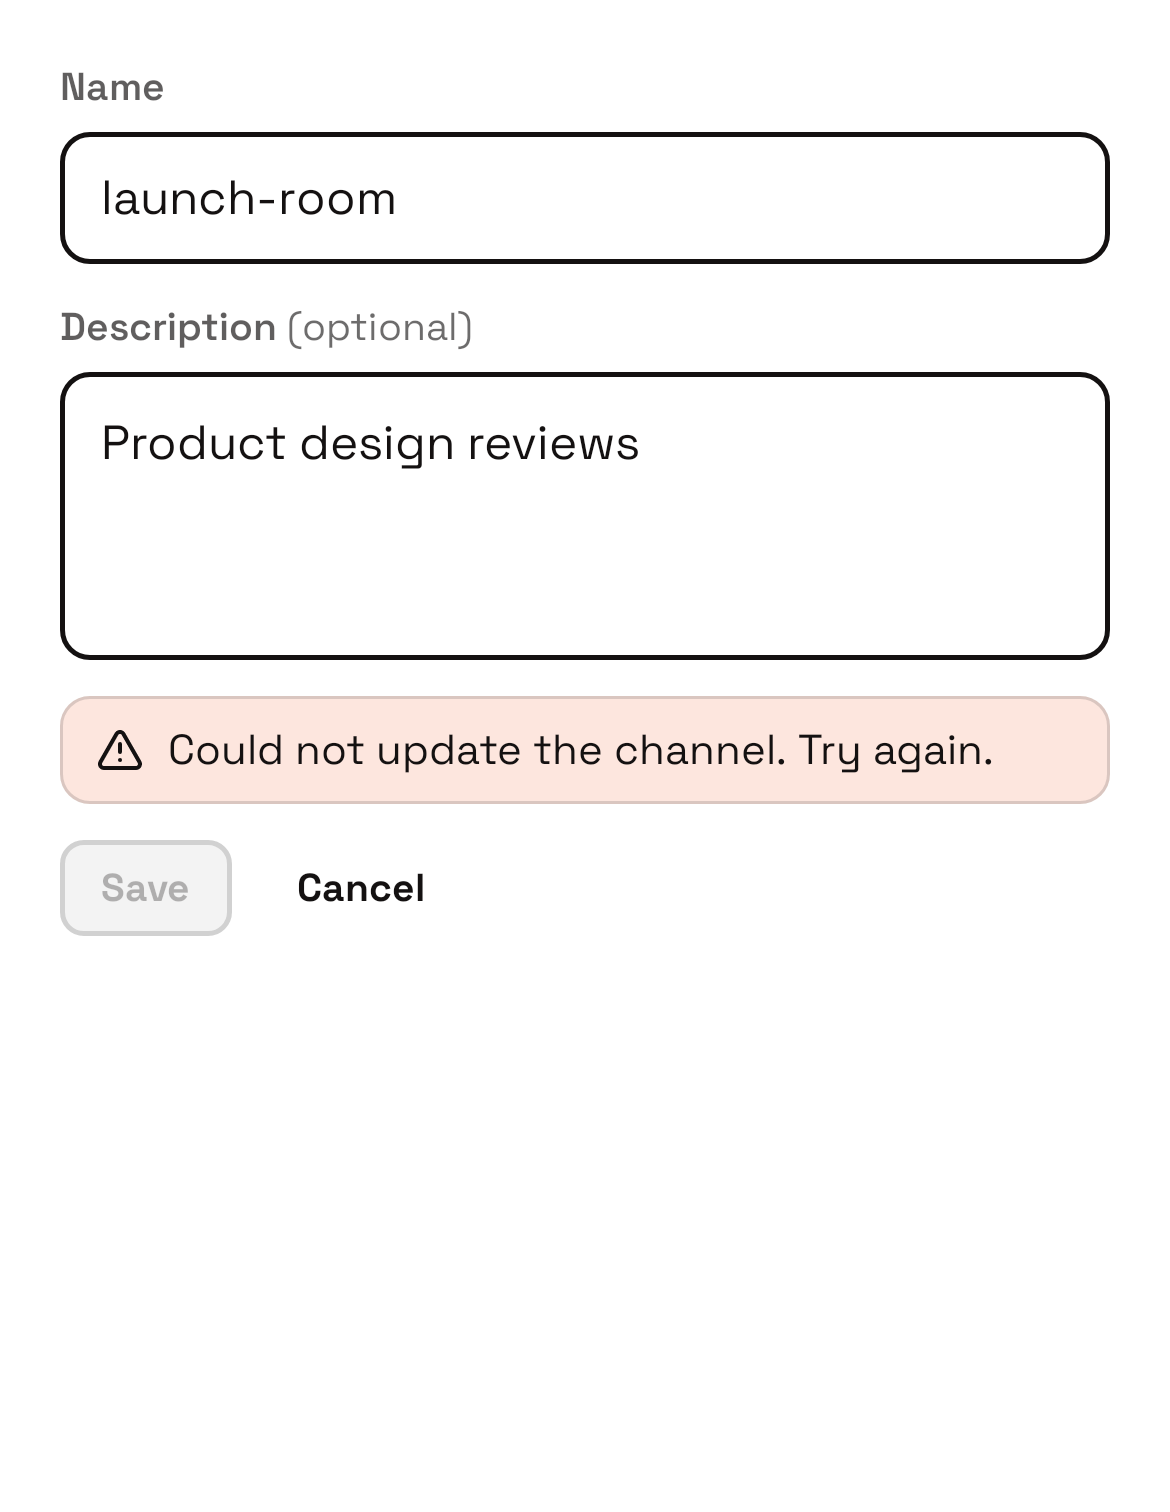 Name
launch-room
Description (optional)
Product design reviews
Could not update the channel. Try again.
Save
Cancel